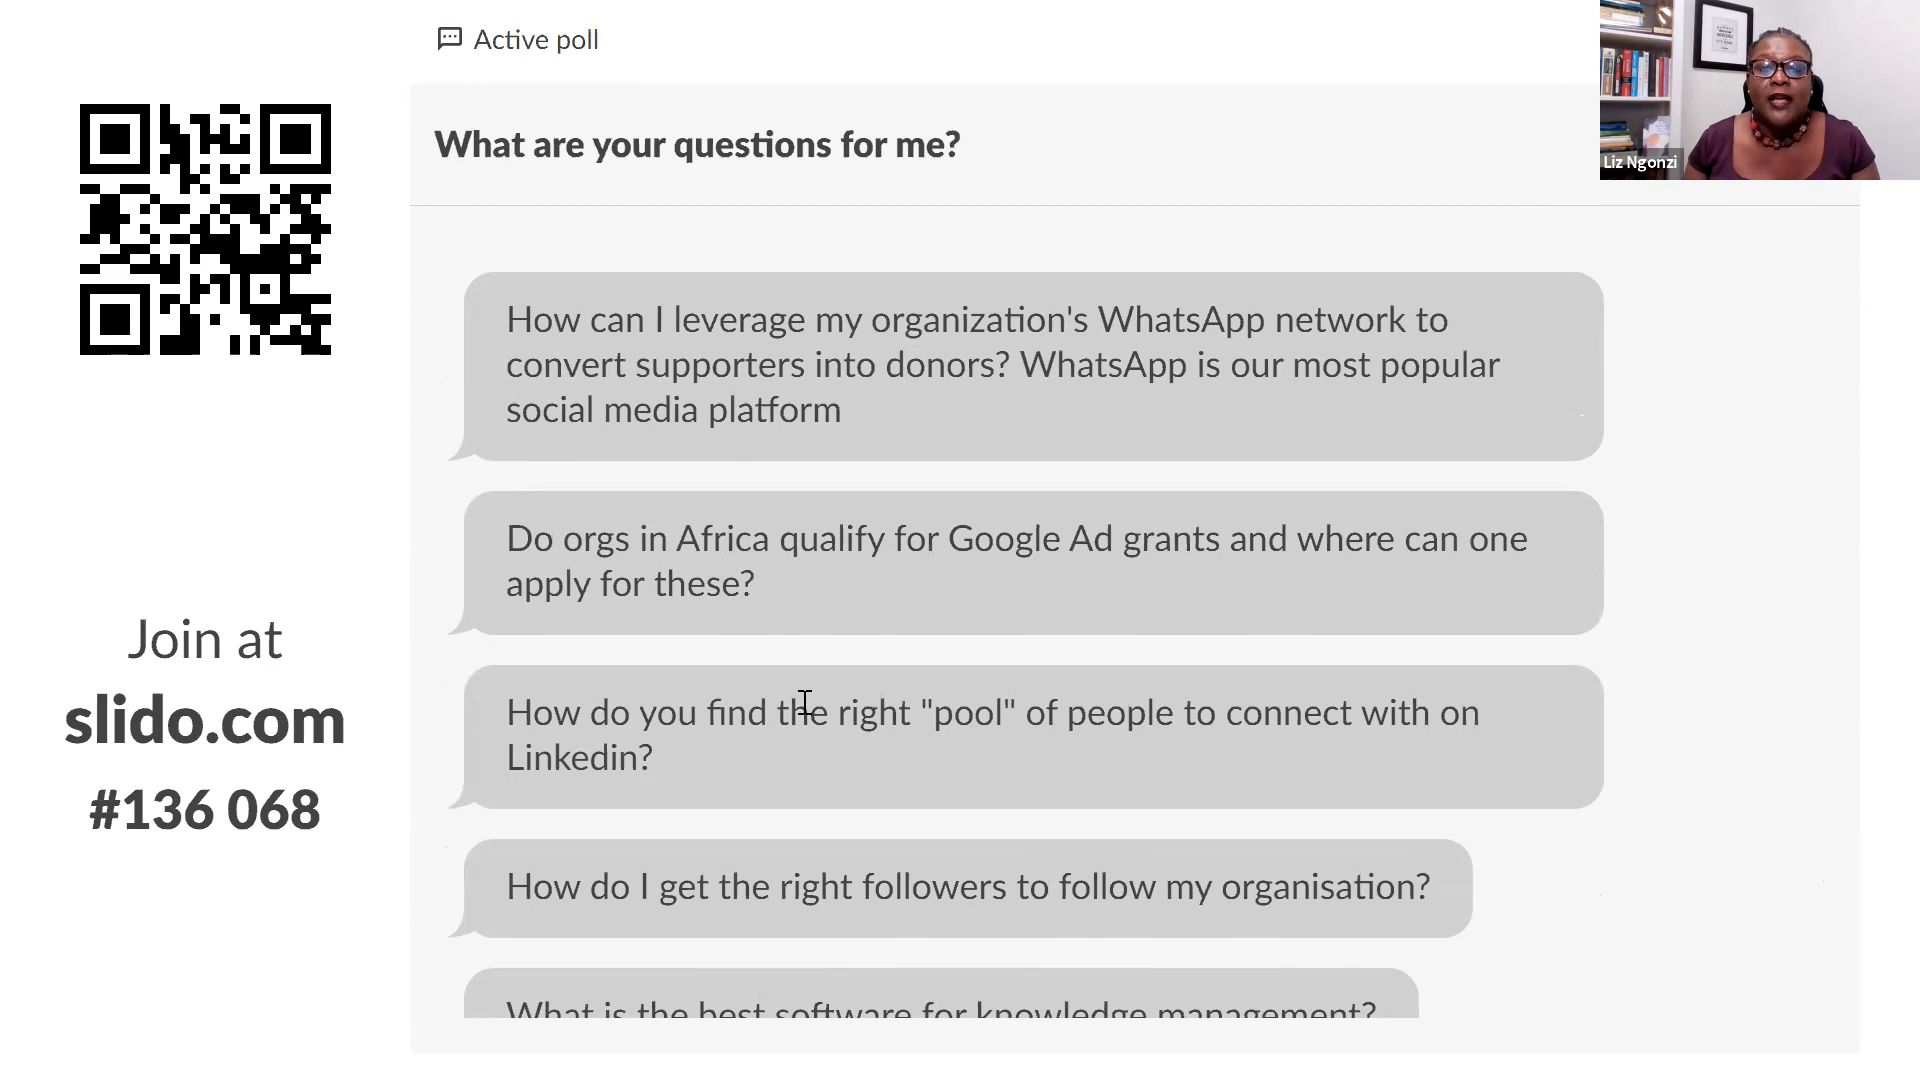 Active poll
What are your questions for me?
Liz Ngonzi
How can I leverage my organization's WhatsApp network to
convert supporters into donors? WhatsApp is our most popular
social media platform
Do orgs in Africa qualify for Google Ad grants and where can one
apply for these?
How do you find the right "pool" of people to connect with on
Linkedin?
How do I get the right followers to follow my organisation?
What is the best software for knowledge management?
Join at
slido.com
#136 068